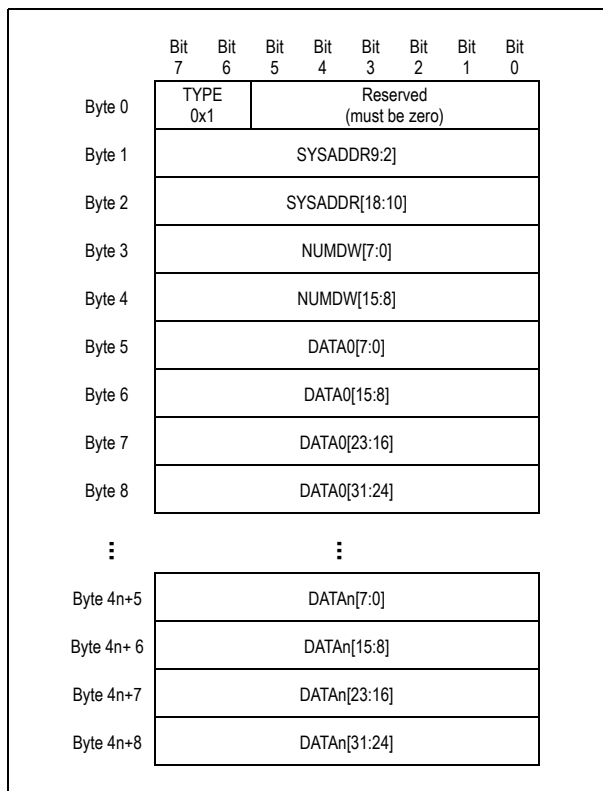 Bit Bit Bit Bit Bit Bit Bit Bit
7 6 5 4 3 2 1 0
Byte 0 TYPE 0x1 Reserved (must be zero)
Byte 1 SYSADDR9:2]
Byte 2 SYSADDR[18:10]
Byte 3 NUMDW[7:0]
Byte 4 NUMDW[15:8]
Byte 5 DATA0[7:0]
Byte 6 DATA0[15:8]
Byte 7 DATA0[23:16]
Byte 8 DATA0[31:24]
⋮ ⋮
Byte 4n+5 DATAn[7:0]
Byte 4n+ 6 DATAn[15:8]
Byte 4n+7 DATAn[23:16]
Byte 4n+8 DATAn[31:24]